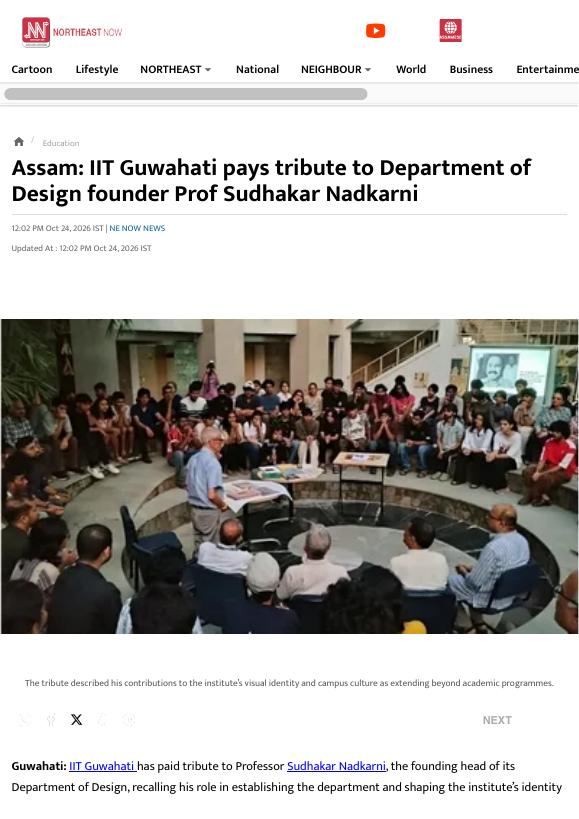 NORTHEAST NOW
ASSAMESE
Cartoon Lifestyle NORTHEAST National NEIGHBOUR World Business Entertainme
/ Education
Assam: IIT Guwahati pays tribute to Department of
Design founder Prof Sudhakar Nadkarni
12:02 PM Oct 24, 2026 IST | NE NOW NEWS
Updated At : 12:02 PM Oct 24, 2026 IST
The tribute described his contributions to the institute’s visual identity and campus culture as extending beyond academic programmes.
NEXT
Guwahati: IIT Guwahati has paid tribute to Professor Sudhakar Nadkarni, the founding head of its
Department of Design, recalling his role in establishing the department and shaping the institute’s identity